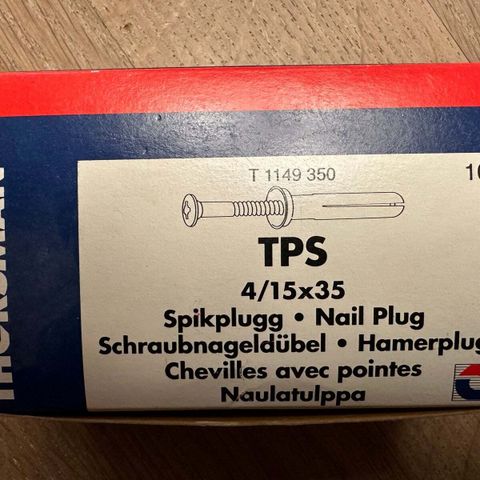 T 1149 350
TPS
4/15x35
Spikplugg • Nail Plug
Schraubnageldübel • Hamerplug
Chevilles avec pointes
Naulatulppa